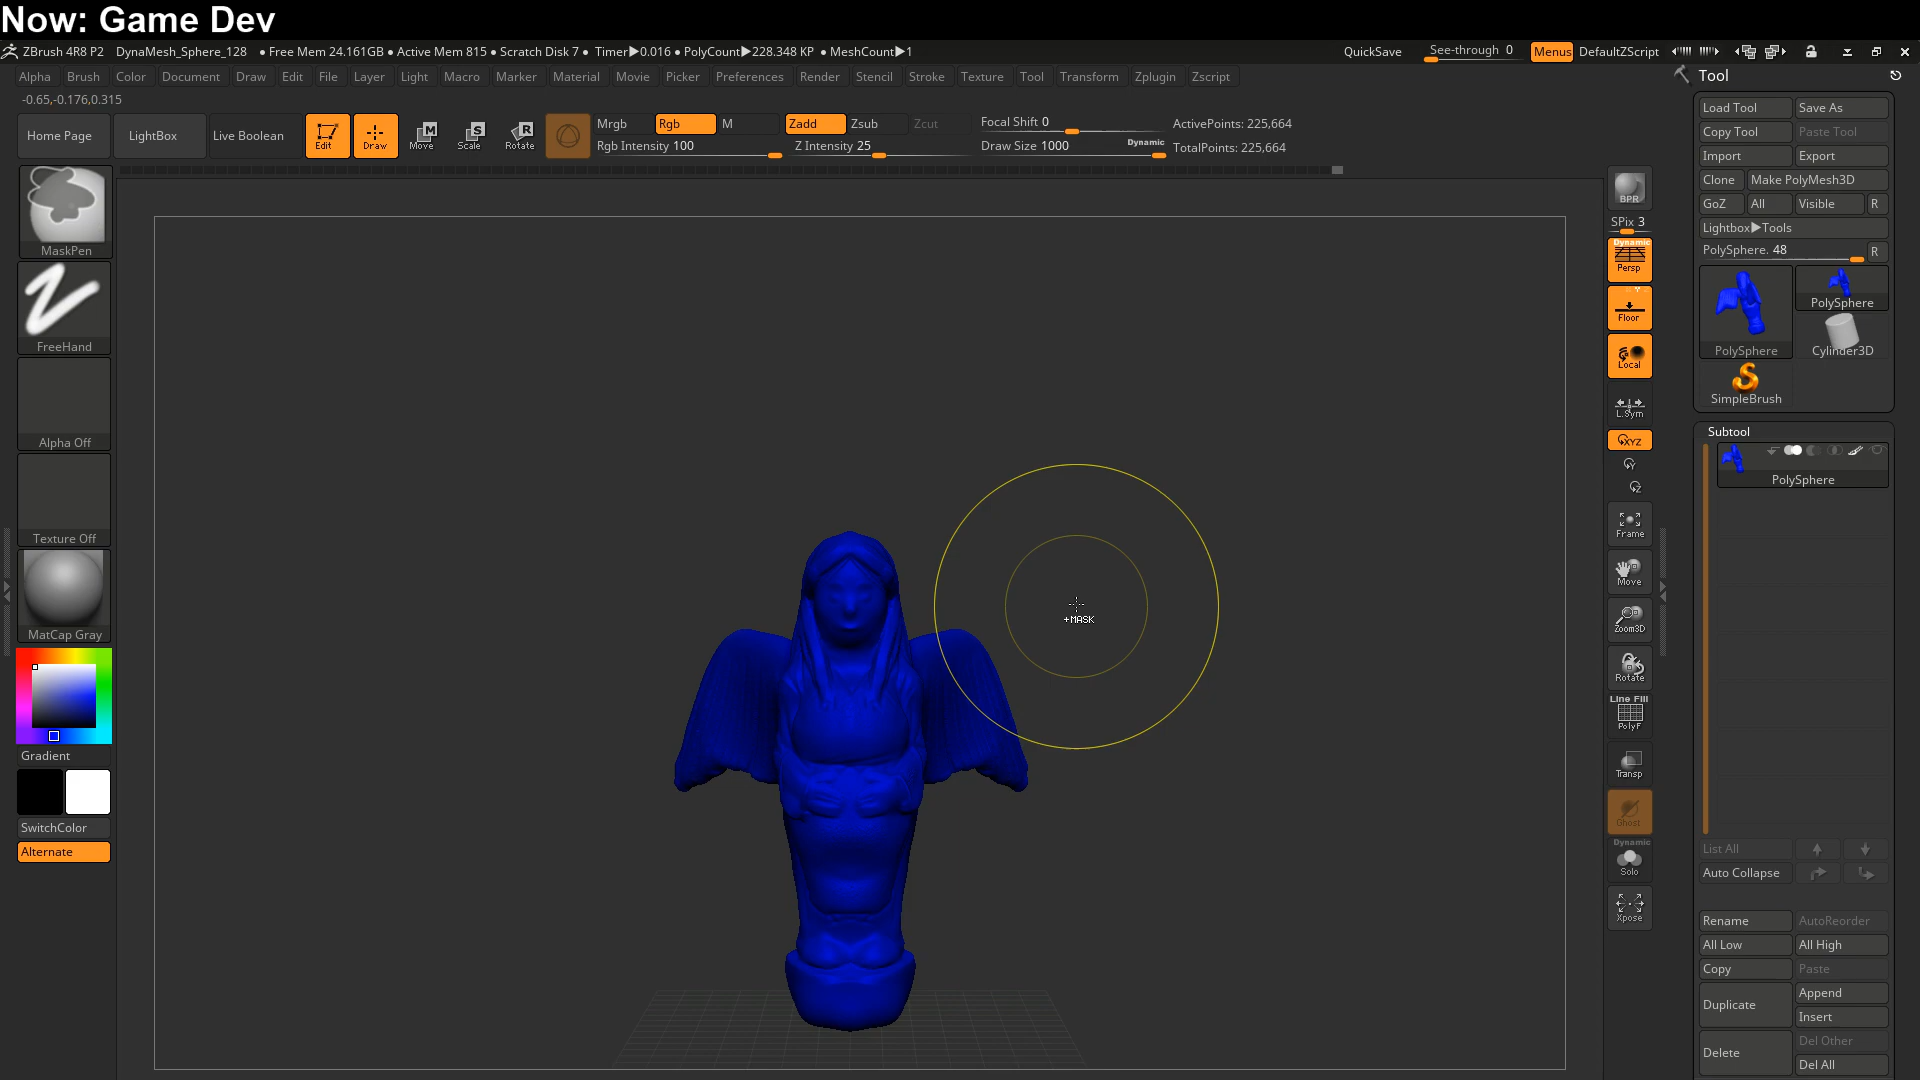 Now: Game Dev
ZBrush 4R8 P2 DynaMesh_Sphere_128 ● Free Mem 24.161GB ● Active Mem 815 ● Scratch Disk 7 ● Timer▶0.016 ● PolyCount▶228.348 KP ● MeshCount▶1 QuickSave See-through 0 Menus DefaultZScript
Alpha Brush Color Document Draw Edit File Layer Light Macro Marker Material Movie Picker Preferences Render Stencil Stroke Texture Tool Transform Zplugin Zscript
-0.65,-0.176,0.315
Home Page LightBox Live Boolean Edit Draw Move Scale Rotate
M S R
Mrgb Rgb M Zadd Zsub Zcut Focal Shift 0 ActivePoints: 225,664
Rgb Intensity 100 Z Intensity 25 Draw Size 1000 Dynamic TotalPoints: 225,664
MaskPen
FreeHand
Alpha Off
Texture Off
MatCap Gray
Gradient
SwitchColor
Alternate
+MASK
BPR
SPix 3
Dynamic
Persp
Floor
Local
L.Sym
XYZ
Y
Z
Frame
Move
Zoom3D
Rotate
Line Fill
PolyF
Transp
Ghost
Dynamic
Solo
Xpose
Tool
Load Tool Save As
Copy Tool Paste Tool
Import Export
Clone Make PolyMesh3D
GoZ All Visible R
Lightbox▶Tools
PolySphere. 48 R
PolySphere
PolySphere Cylinder3D
SimpleBrush
Subtool
PolySphere
List All
Auto Collapse
Rename AutoReorder
All Low All High
Copy Paste
Duplicate Append
Insert
Delete Del Other
Del All